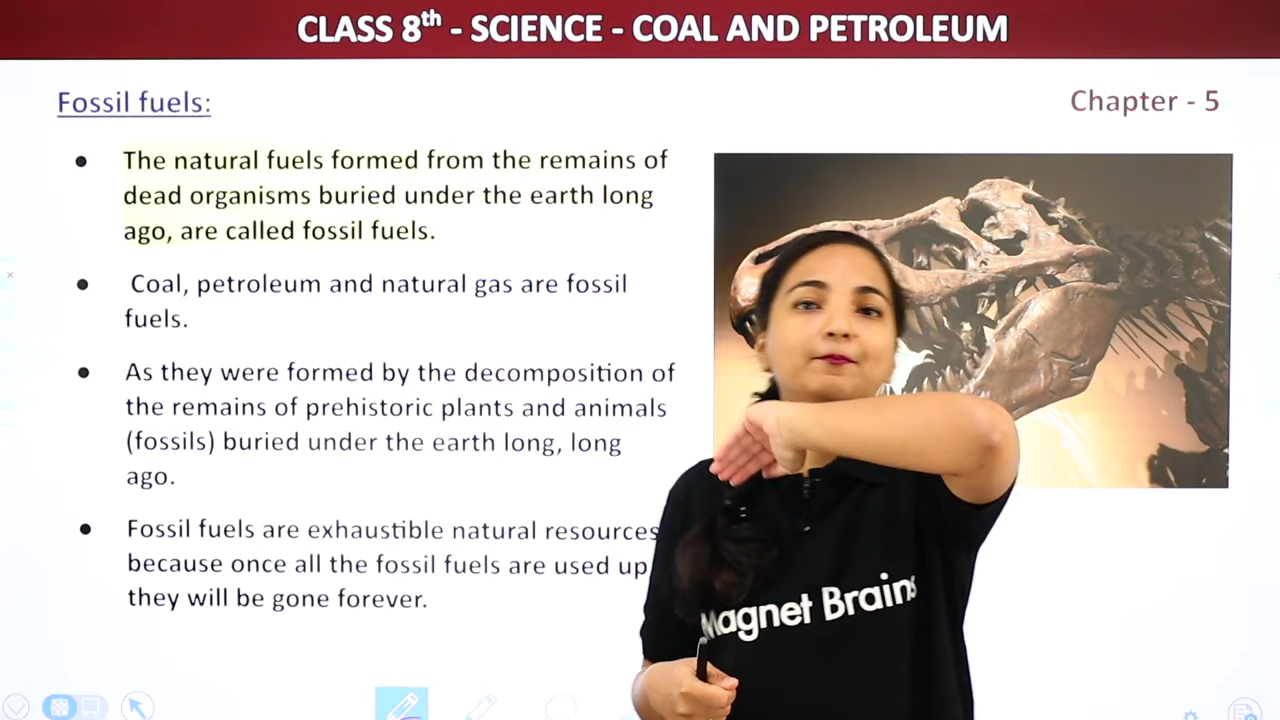 CLASS 8th - SCIENCE - COAL AND PETROLEUM
Fossil fuels:
Chapter - 5
● The natural fuels formed from the remains of
dead organisms buried under the earth long
ago, are called fossil fuels.
● Coal, petroleum and natural gas are fossil
fuels.
● As they were formed by the decomposition of
the remains of prehistoric plants and animals
(fossils) buried under the earth long, long
ago.
● Fossil fuels are exhaustible natural resources
because once all the fossil fuels are used up
they will be gone forever.
Magnet Brains